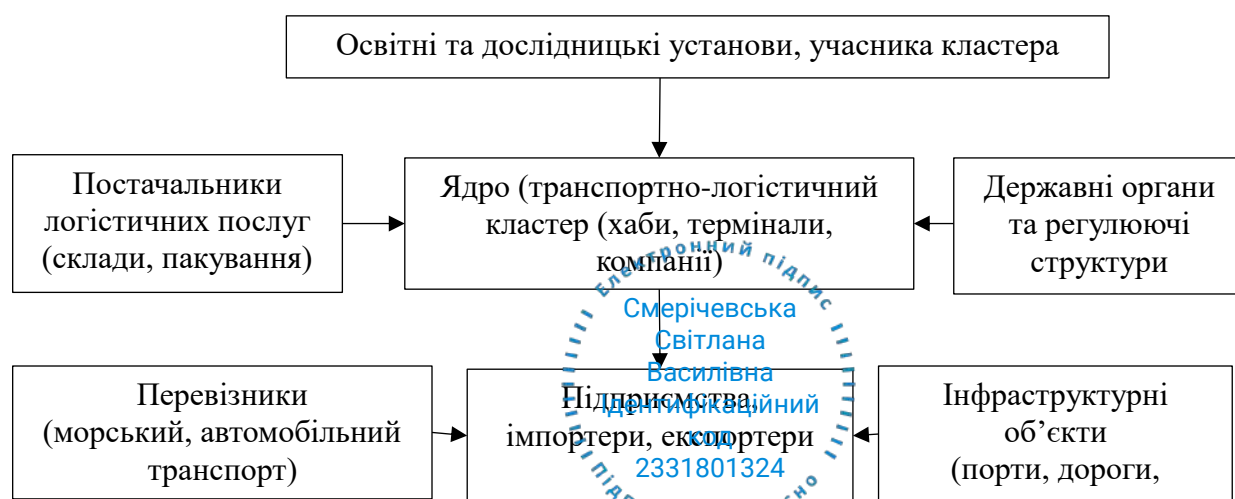 Освітні та дослідницькі установи, учасника кластера
Постачальники
логістичних послуг
(склади, пакування)
Ядро (транспортно-логістичний
кластер (хаби, термінали,
компанії)
Державні органи
та регулюючі
структури
Електронний підпис
Смерічевська
Світлана
Василівна
Ідентифікаційний
код
2331801324
Перевізники
(морський, автомобільний
транспорт)
Підприємства,
імпортери, експортери
Інфраструктурні
об’єкти
(порти, дороги,